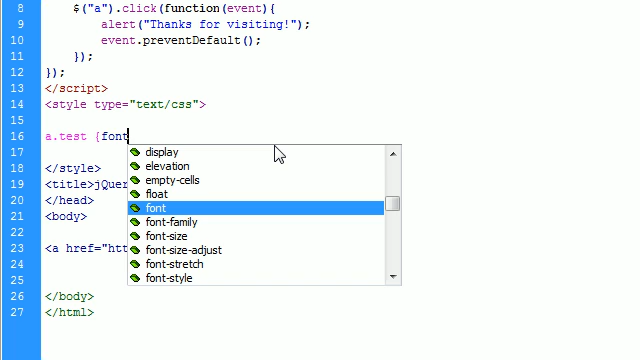 8 $("a").click(function(event){
9 alert("Thanks for visiting!");
10 event.preventDefault();
11 });
12 });
13 </script>
14 <style type="text/css">
15
16 a.test {font
17
18 </style>
19 <title>jQuer
20 </head>
21 <body>
22
23 <a href="htt
24
25
26 </body>
27 </html>
display
elevation
empty-cells
float
font
font-family
font-size
font-size-adjust
font-stretch
font-style